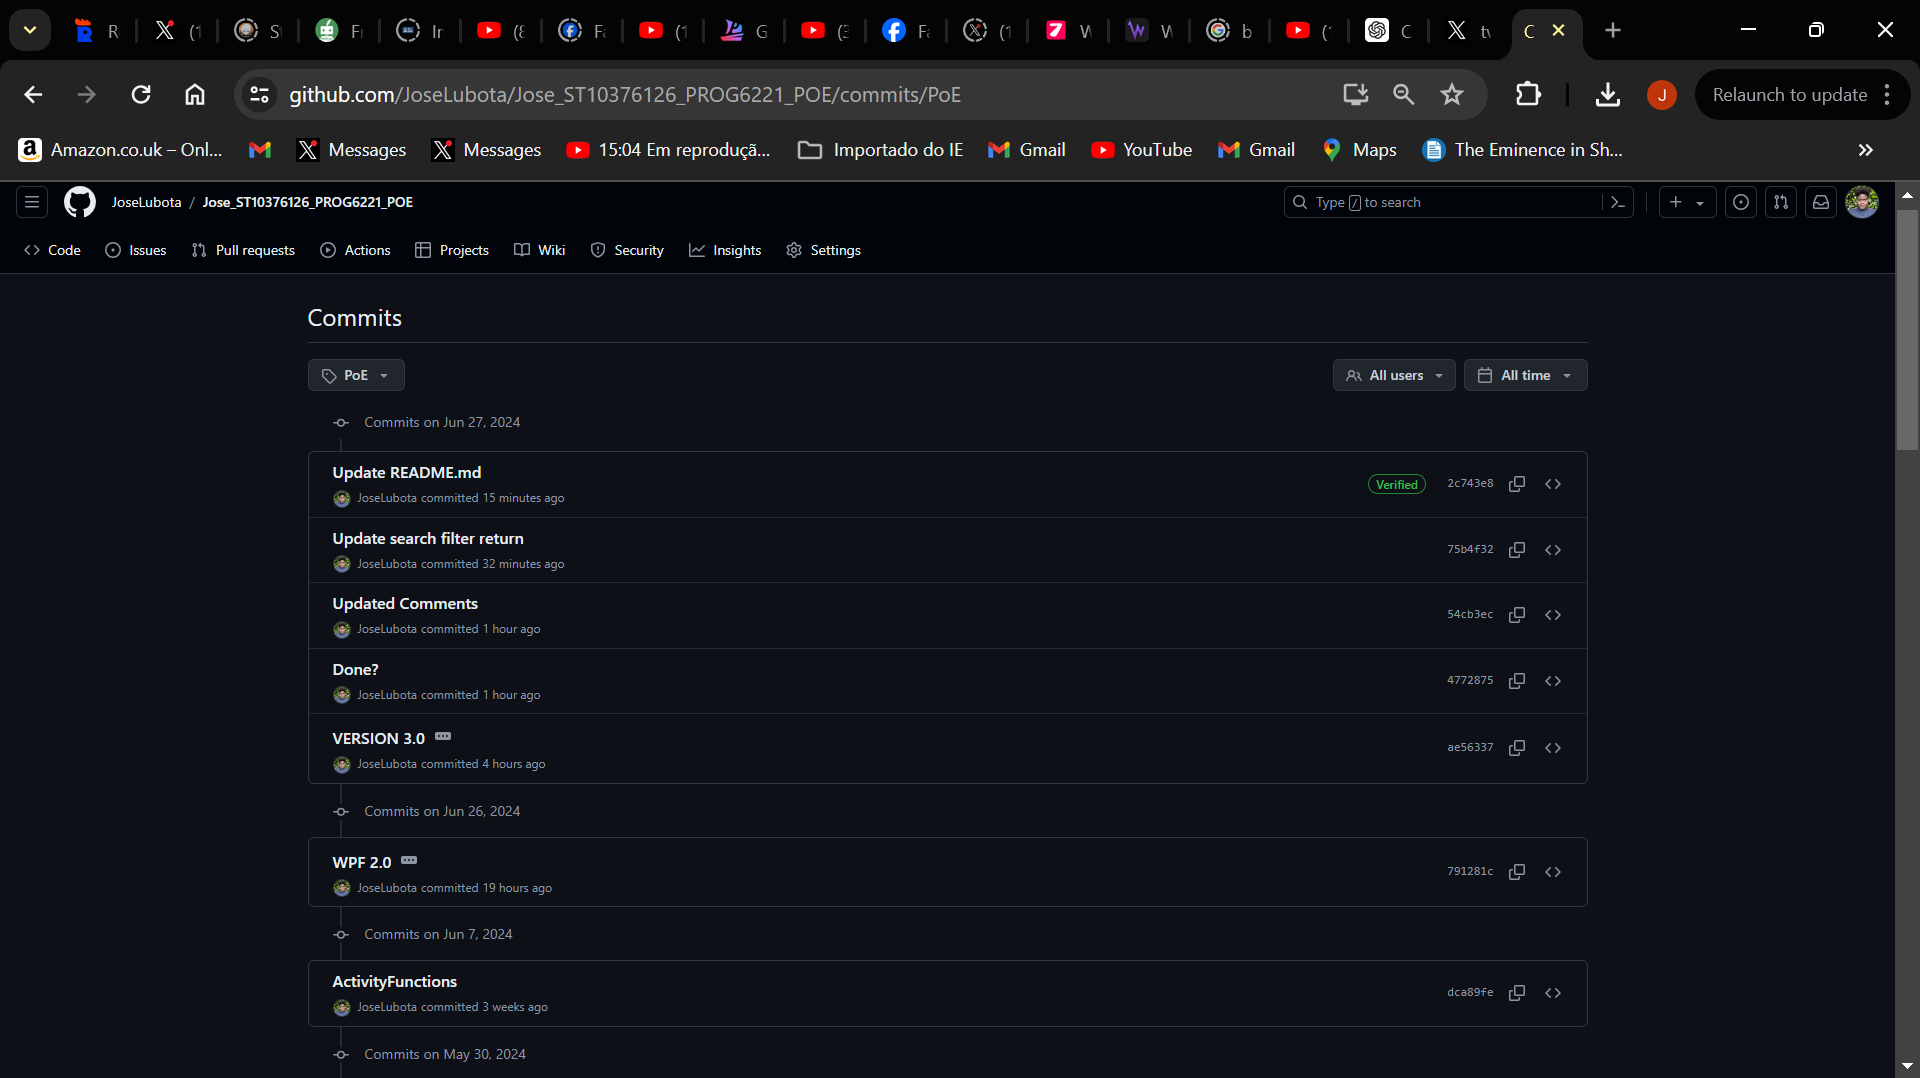 R
(1
S
Fi
Ir
(8
Fa
(1
G
(3
Fa
(1
W
W
b
(
C
tv
C
github.com/JoseLubota/Jose_ST10376126_PROG6221_POE/commits/PoE
J
Relaunch to update
Amazon.co.uk – Onl...
Messages
Messages
15:04 Em reproduçã...
Importado do IE
Gmail
YouTube
Gmail
Maps
The Eminence in Sh...
JoseLubota / Jose_ST10376126_PROG6221_POE
Type / to search
Code
Issues
Pull requests
Actions
Projects
Wiki
Security
Insights
Settings
Commits
PoE
All users
All time
Commits on Jun 27, 2024
Update README.md
JoseLubota committed 15 minutes ago
Verified
2c743e8
Update search filter return
JoseLubota committed 32 minutes ago
75b4f32
Updated Comments
JoseLubota committed 1 hour ago
54cb3ec
Done?
JoseLubota committed 1 hour ago
4772875
VERSION 3.0
JoseLubota committed 4 hours ago
ae56337
Commits on Jun 26, 2024
WPF 2.0
JoseLubota committed 19 hours ago
791281c
Commits on Jun 7, 2024
ActivityFunctions
JoseLubota committed 3 weeks ago
dca89fe
Commits on May 30, 2024